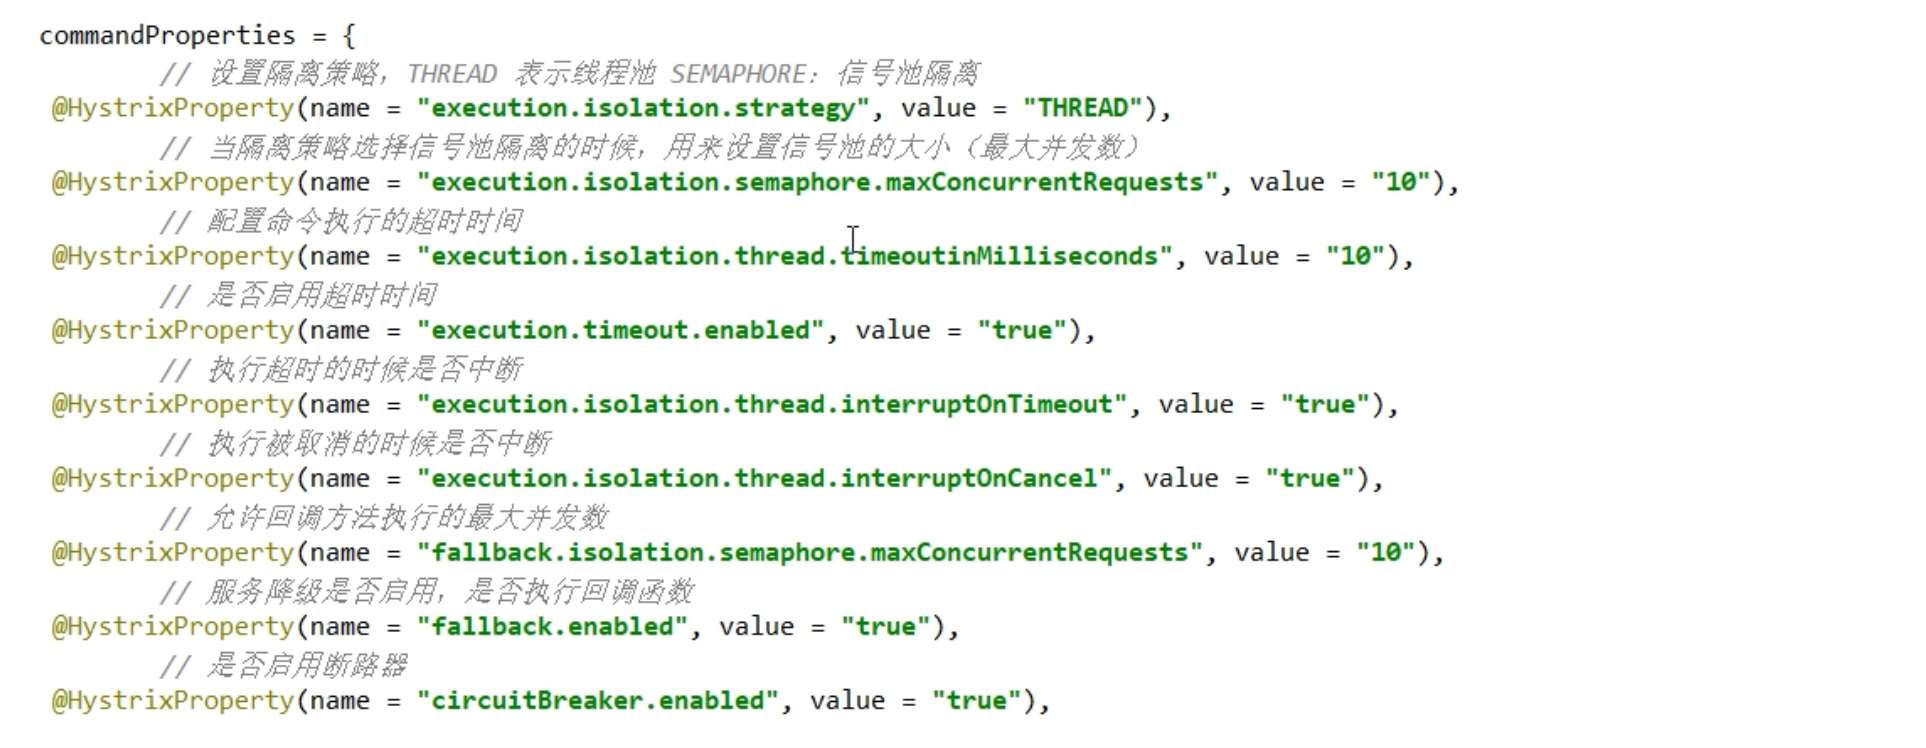 commandProperties = {
// 设置隔离策略，THREAD 表示线程池 SEMAPHORE：信号池隔离
@HystrixProperty(name = "execution.isolation.strategy", value = "THREAD"),
// 当隔离策略选择信号池隔离的时候，用来设置信号池的大小（最大并发数）
@HystrixProperty(name = "execution.isolation.semaphore.maxConcurrentRequests", value = "10"),
// 配置命令执行的超时时间
@HystrixProperty(name = "execution.isolation.thread.timeoutinMilliseconds", value = "10"),
// 是否启用超时时间
@HystrixProperty(name = "execution.timeout.enabled", value = "true"),
// 执行超时的时候是否中断
@HystrixProperty(name = "execution.isolation.thread.interruptOnTimeout", value = "true"),
// 执行被取消的时候是否中断
@HystrixProperty(name = "execution.isolation.thread.interruptOnCancel", value = "true"),
// 允许回调方法执行的最大并发数
@HystrixProperty(name = "fallback.isolation.semaphore.maxConcurrentRequests", value = "10"),
// 服务降级是否启用，是否执行回调函数
@HystrixProperty(name = "fallback.enabled", value = "true"),
// 是否启用断路器
@HystrixProperty(name = "circuitBreaker.enabled", value = "true"),